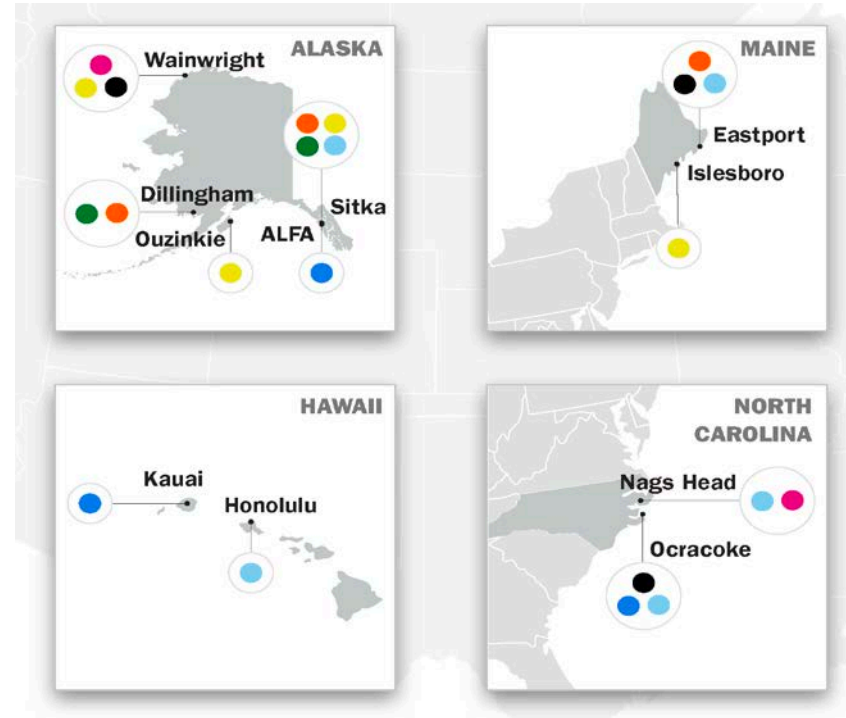 ALASKA
Wainwright
Dillingham
Sitka
Ouzinkie
ALFA
MAINE
Eastport
Islesboro
HAWAII
Kauai
Honolulu
NORTH
CAROLINA
Nags Head
Ocracoke